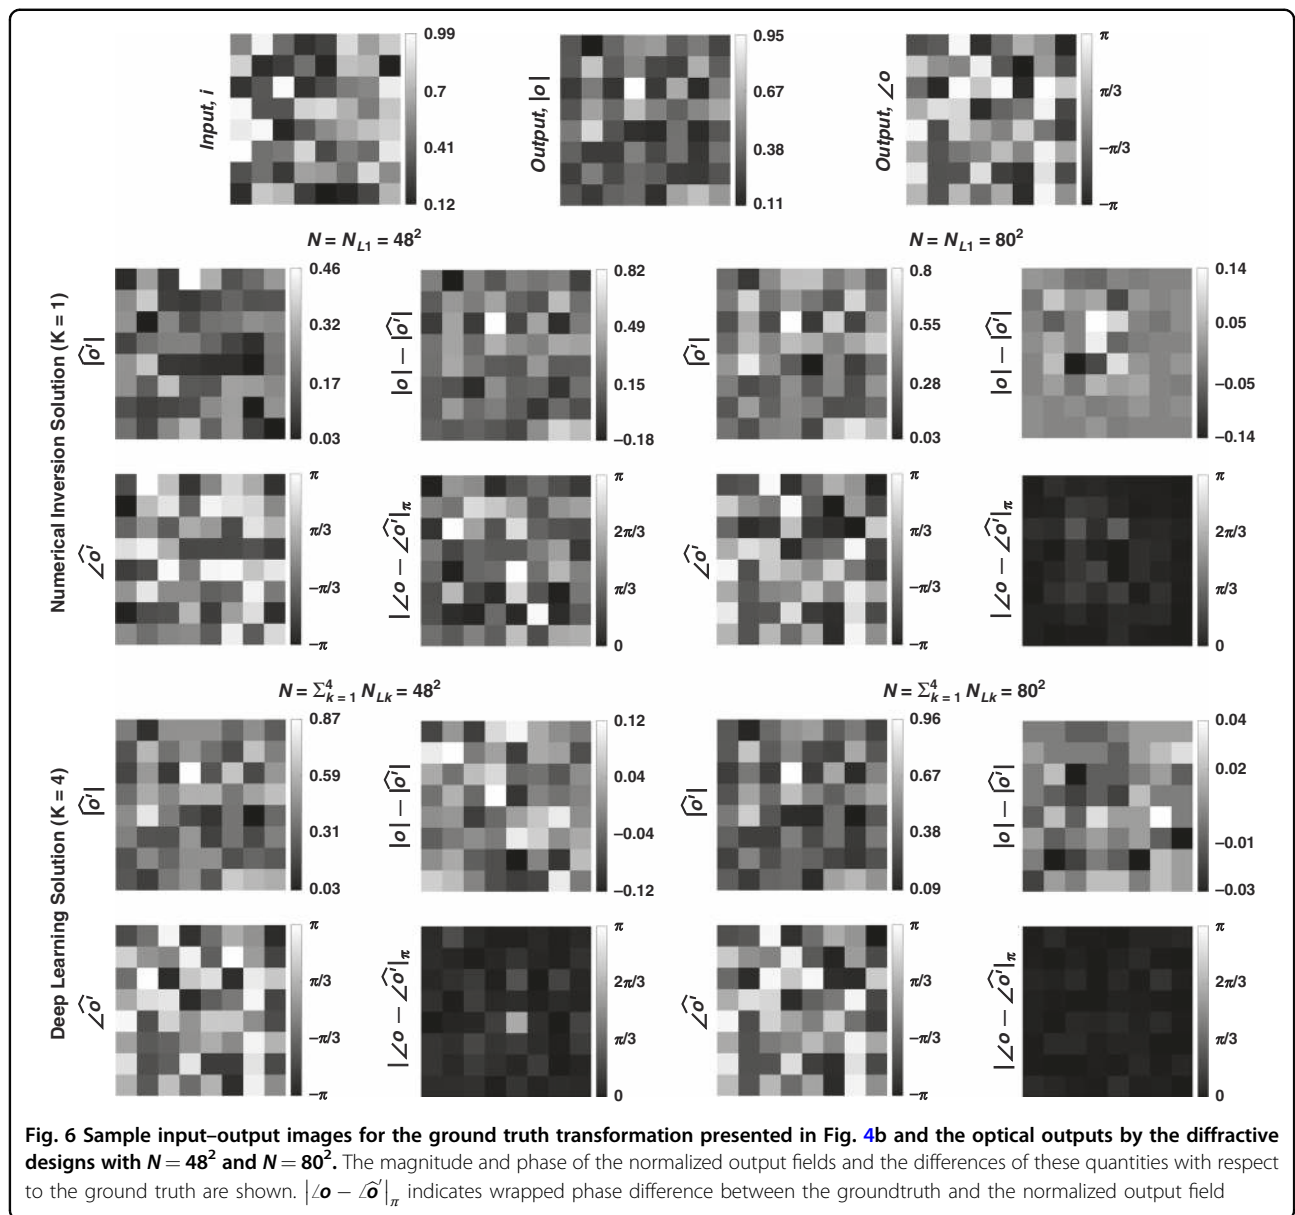 Input, i
0.99
0.7
0.41
0.12
Output, |o|
0.95
0.67
0.38
0.11
Output, ∠o
π
π/3
−π/3
−π
N = N_L1 = 48²
N = N_L1 = 80²
Numerical Inversion Solution (K = 1)
|ô′|
0.46
0.32
0.17
0.03
|o| − |ô′|
0.82
0.49
0.15
−0.18
|ô′|
0.8
0.55
0.28
0.03
|o| − |ô′|
0.14
0.05
−0.05
−0.14
∠ô′
π
π/3
−π/3
−π
|∠o − ∠ô′|π
π
2π/3
π/3
0
∠ô′
π
π/3
−π/3
−π
|∠o − ∠ô′|π
π
2π/3
π/3
0
N = Σ⁴k = 1 N_Lk = 48²
N = Σ⁴k = 1 N_Lk = 80²
Deep Learning Solution (K = 4)
|ô′|
0.87
0.59
0.31
0.03
|o| − |ô′|
0.12
0.04
−0.04
−0.12
|ô′|
0.96
0.67
0.38
0.09
|o| − |ô′|
0.04
0.02
−0.01
−0.03
∠ô′
π
π/3
−π/3
−π
|∠o − ∠ô′|π
π
2π/3
π/3
0
∠ô′
π
π/3
−π/3
−π
|∠o − ∠ô′|π
π
2π/3
π/3
0
Fig. 6 Sample input–output images for the ground truth transformation presented in Fig. 4b and the optical outputs by the diffractive
designs with N = 48² and N = 80². The magnitude and phase of the normalized output fields and the differences of these quantities with respect
to the ground truth are shown. |∠o − ∠ô′|π indicates wrapped phase difference between the groundtruth and the normalized output field